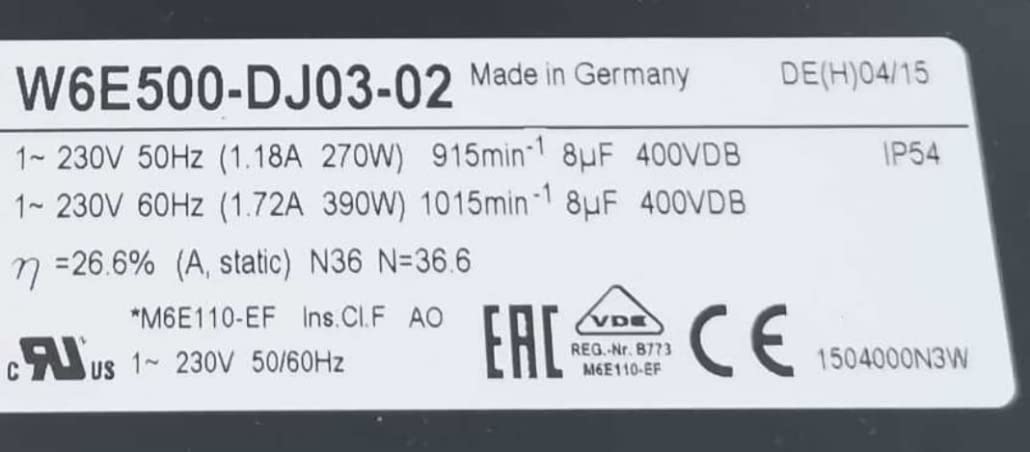 W6E500-DJ03-02 Made in Germany DE(H)04/15
1~ 230V 50Hz (1.18A 270W) 915min⁻¹ 8µF 400VDB IP54
1~ 230V 60Hz (1.72A 390W) 1015min⁻¹ 8µF 400VDB
η =26.6% (A, static) N36 N=36.6
*M6E110-EF Ins.Cl.F AO
1~ 230V 50/60Hz
c RU US
EAC
VDE
REG.-Nr. B773
M6E110-EF
CE
1504000N3W